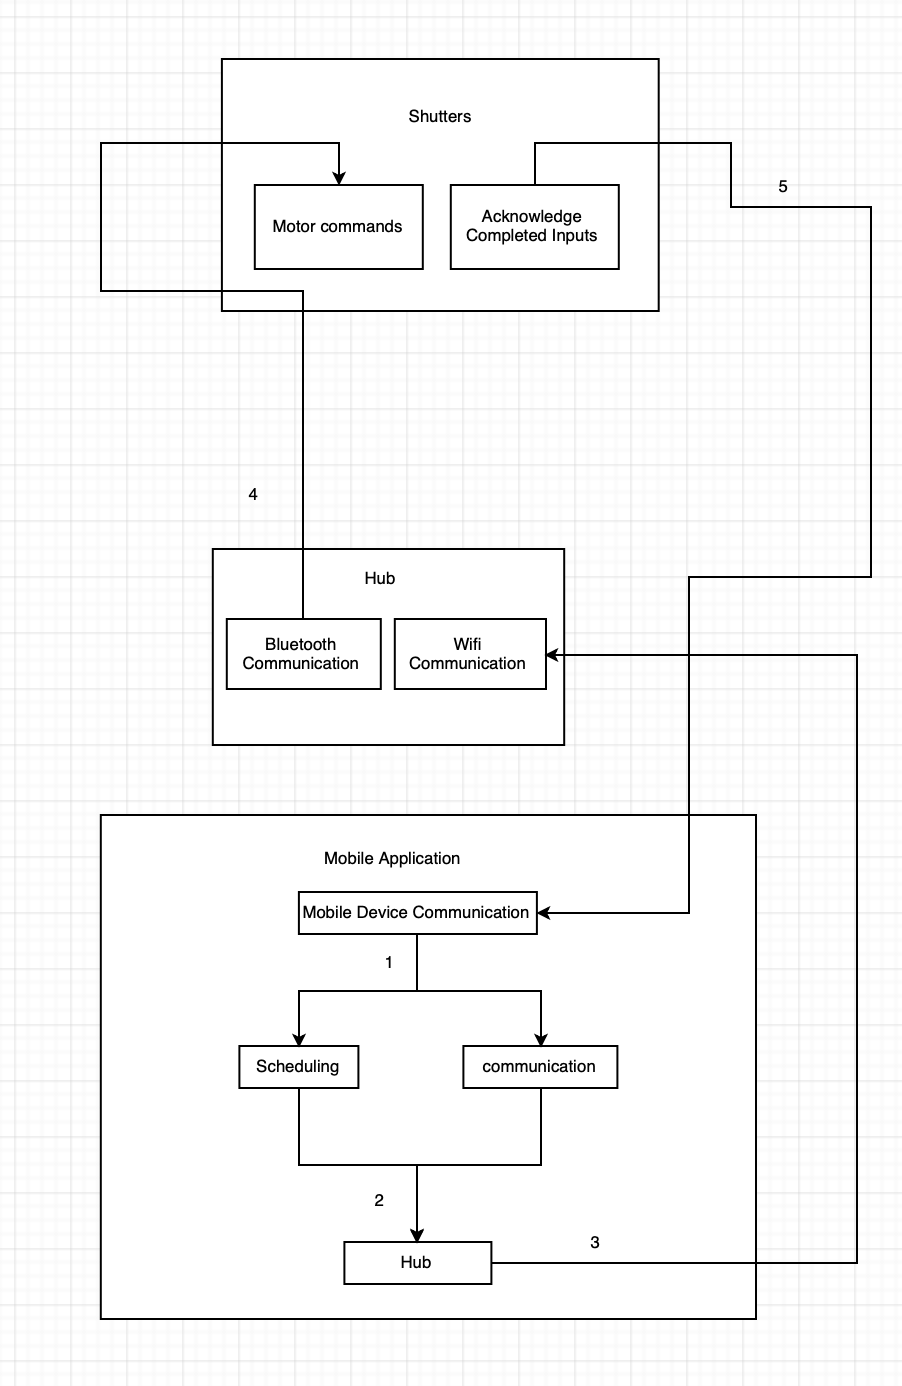 Shutters
5
Motor commands
Acknowledge
Completed Inputs
4
Hub
Bluetooth
Communication
Wifi
Communication
Mobile Application
Mobile Device Communication
1
Scheduling
communication
2
3
Hub